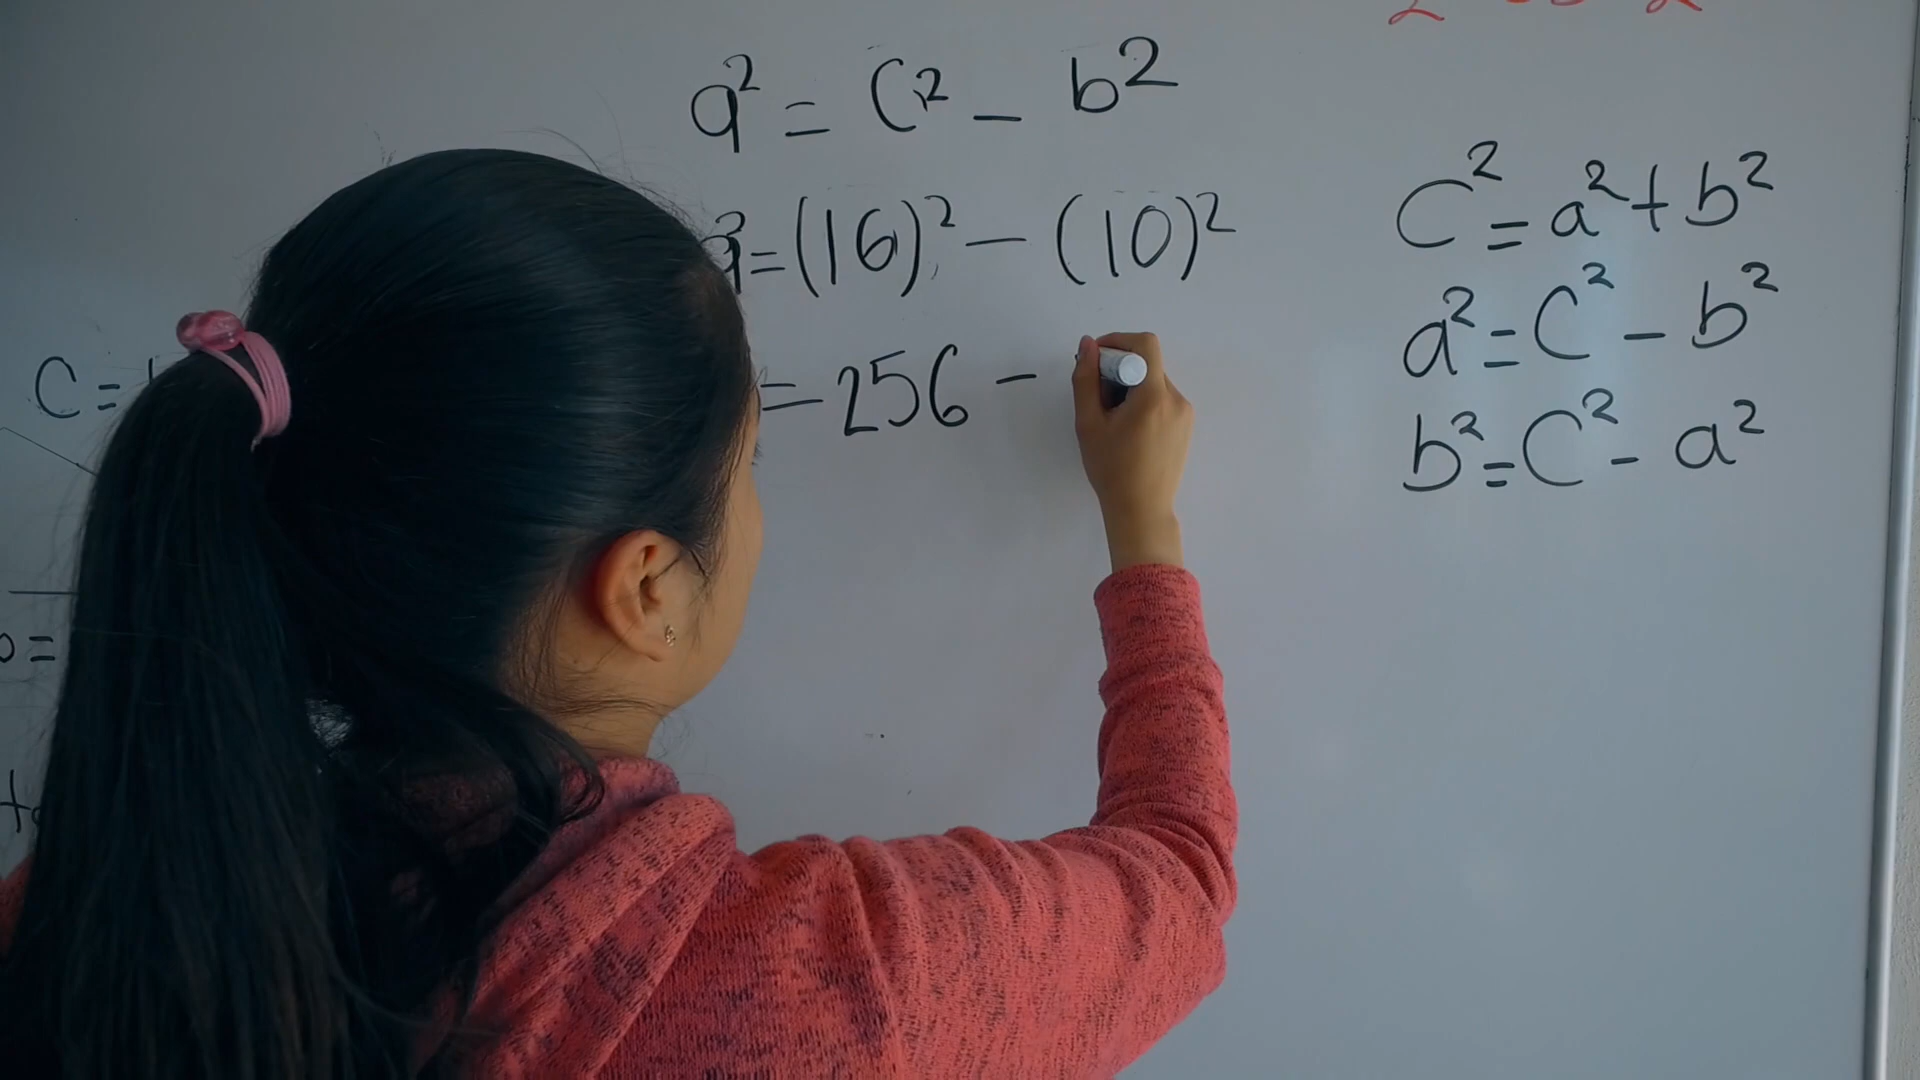 a² = C² - b²
a² = (16)² - (10)²
= 256 -
C² = a² + b²
a² = C² - b²
b² = C² - a²
C =